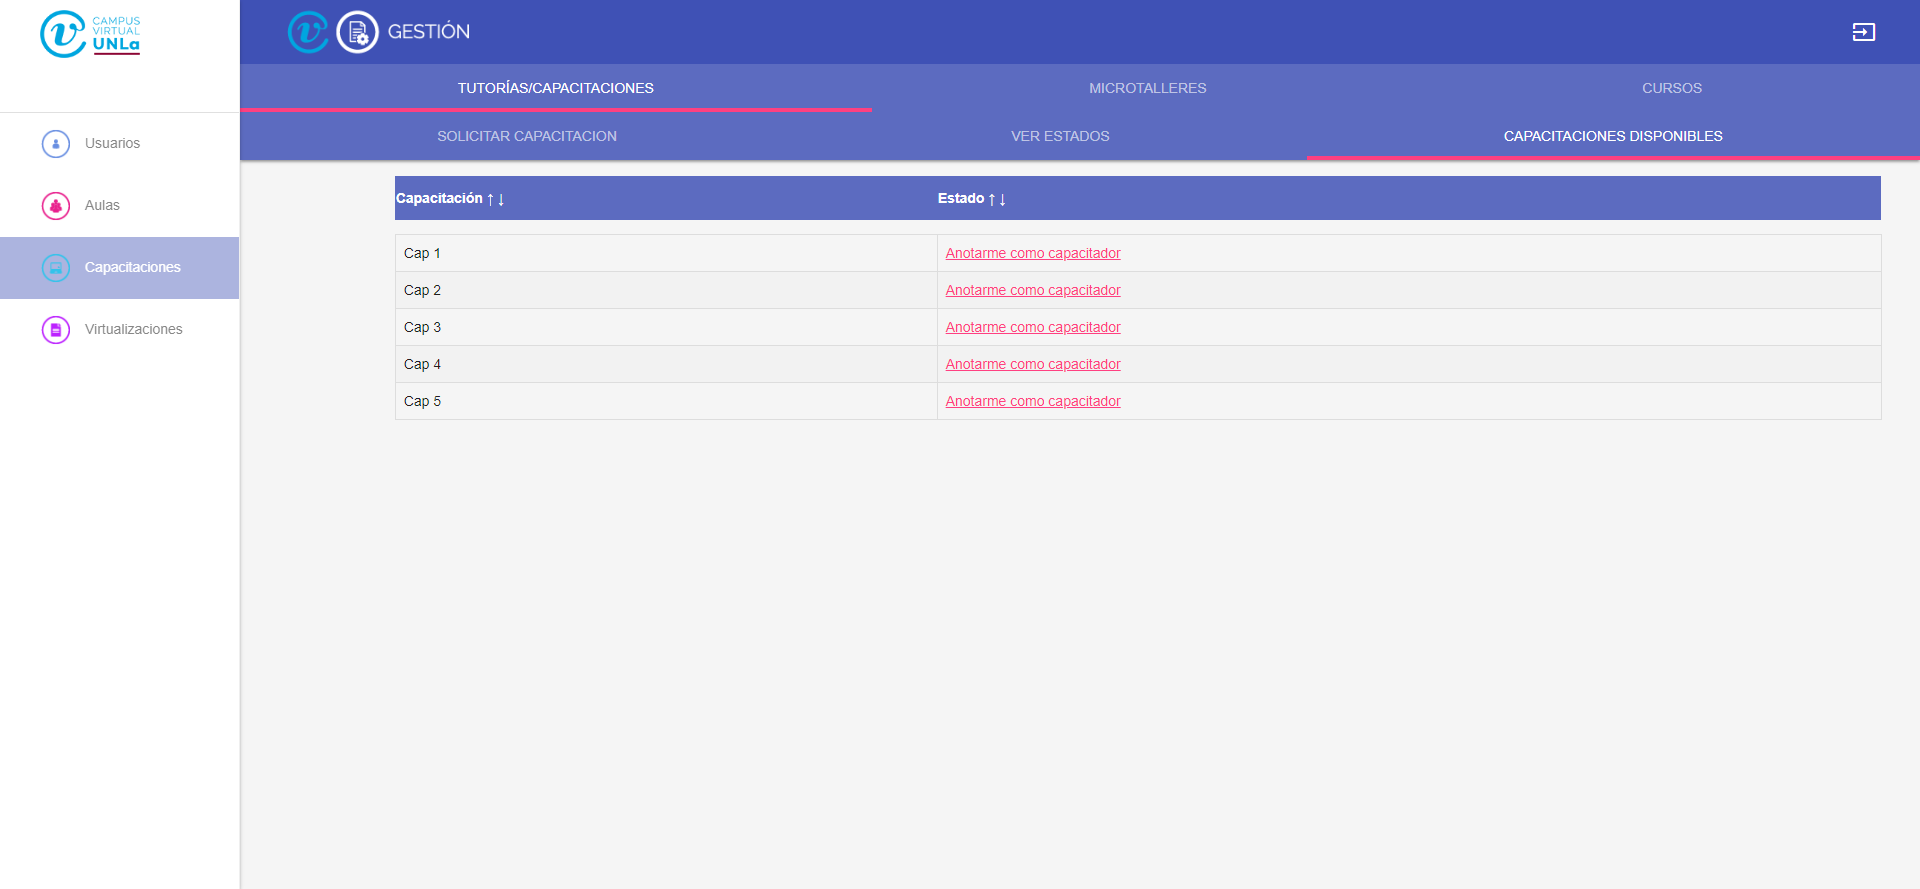 CAMPUS
VIRTUAL
UNLa
GESTIÓN
TUTORÍAS/CAPACITACIONES MICROTALLERES CURSOS
SOLICITAR CAPACITACION VER ESTADOS CAPACITACIONES DISPONIBLES
Usuarios
Aulas
Capacitaciones
Virtualizaciones
Capacitación ↑↓ Estado ↑↓
Cap 1 Anotarme como capacitador
Cap 2 Anotarme como capacitador
Cap 3 Anotarme como capacitador
Cap 4 Anotarme como capacitador
Cap 5 Anotarme como capacitador